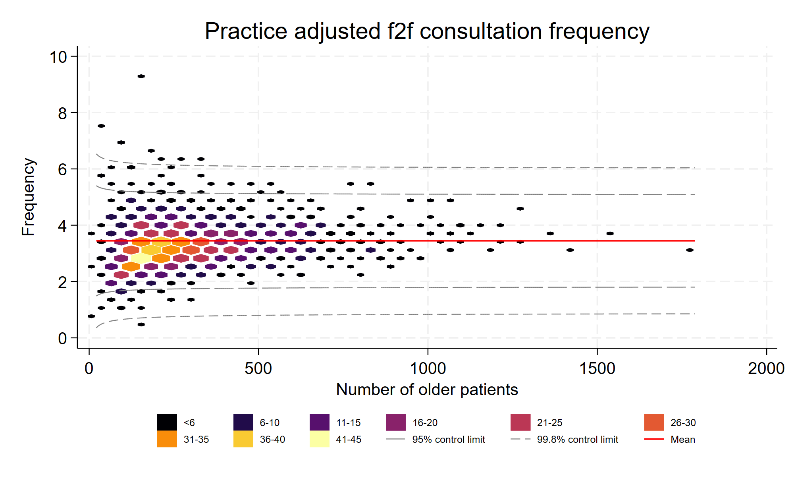 Practice adjusted f2f consultation frequency
10
8
6
4
2
0
Frequency
0 500 1000 1500 2000
Number of older patients
<6 6-10 11-15 16-20 21-25 26-30
31-35 36-40 41-45 95% control limit 99.8% control limit Mean